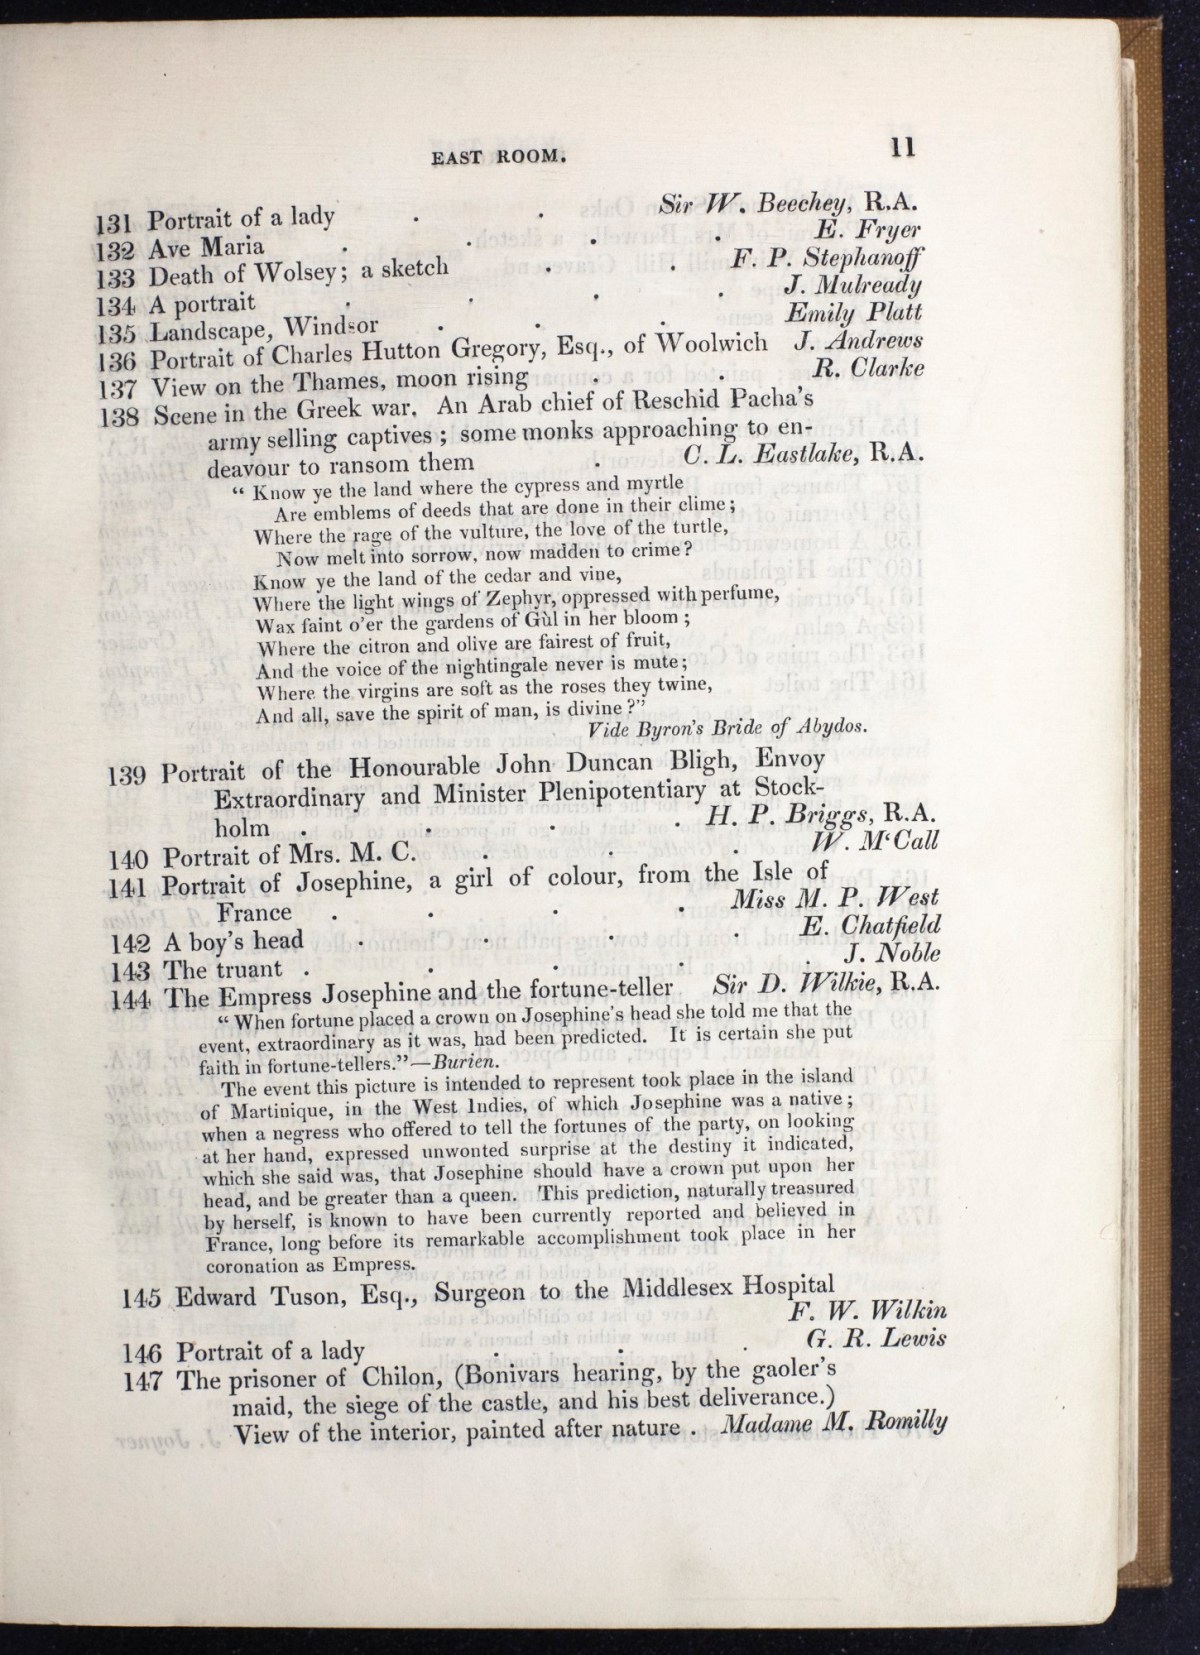 EAST ROOM. 11
131 Portrait of a lady . . Sir W. Beechey, R.A.
132 Ave Maria . . . . E. Fryer
133 Death of Wolsey; a sketch . . F. P. Stephanoff
134 A portrait . . . . J. Mulready
135 Landscape, Windsor . . . Emily Platt
136 Portrait of Charles Hutton Gregory, Esq., of Woolwich J. Andrews
137 View on the Thames, moon rising . . R. Clarke
138 Scene in the Greek war. An Arab chief of Reschid Pacha's
army selling captives; some monks approaching to en-
deavour to ransom them . C. L. Eastlake, R.A.
"Know ye the land where the cypress and myrtle
Are emblems of deeds that are done in their clime;
Where the rage of the vulture, the love of the turtle,
Now melt into sorrow, now madden to crime?
Know ye the land of the cedar and vine,
Where the light wings of Zephyr, oppressed with perfume,
Wax faint o'er the gardens of Gùl in her bloom;
Where the citron and olive are fairest of fruit,
And the voice of the nightingale never is mute;
Where the virgins are soft as the roses they twine,
And all, save the spirit of man, is divine?"
Vide Byron's Bride of Abydos.
139 Portrait of the Honourable John Duncan Bligh, Envoy
Extraordinary and Minister Plenipotentiary at Stock-
holm . . . . H. P. Briggs, R.A.
140 Portrait of Mrs. M. C. . . . W. M'Call
141 Portrait of Josephine, a girl of colour, from the Isle of
France . . . . Miss M. P. West
142 A boy's head . . . . E. Chatfield
143 The truant . . . . . J. Noble
144 The Empress Josephine and the fortune-teller Sir D. Wilkie, R.A.
"When fortune placed a crown on Josephine's head she told me that the
event, extraordinary as it was, had been predicted. It is certain she put
faith in fortune-tellers."—Burien.
The event this picture is intended to represent took place in the island
of Martinique, in the West Indies, of which Josephine was a native;
when a negress who offered to tell the fortunes of the party, on looking
at her hand, expressed unwonted surprise at the destiny it indicated,
which she said was, that Josephine should have a crown put upon her
head, and be greater than a queen. This prediction, naturally treasured
by herself, is known to have been currently reported and believed in
France, long before its remarkable accomplishment took place in her
coronation as Empress.
145 Edward Tuson, Esq., Surgeon to the Middlesex Hospital
F. W. Wilkin
146 Portrait of a lady . . . G. R. Lewis
147 The prisoner of Chilon, (Bonivars hearing, by the gaoler's
maid, the siege of the castle, and his best deliverance.)
View of the interior, painted after nature . Madame M. Romilly